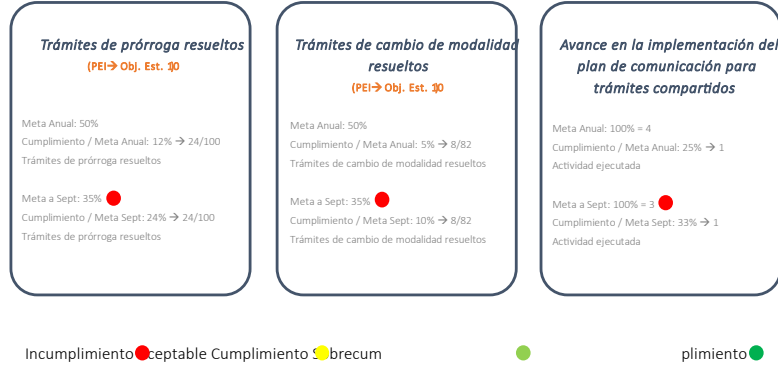 Trámites de prórroga resueltos
(PEI→ Obj. Est. 10)
Meta Anual: 50%
Cumplimiento / Meta Anual: 12% → 24/100
Trámites de prórroga resueltos
Meta a Sept: 35%
Cumplimiento / Meta Sept: 24% → 24/100
Trámites de prórroga resueltos
Trámites de cambio de modalidad
resueltos
(PEI→ Obj. Est. 10)
Meta Anual: 50%
Cumplimiento / Meta Anual: 5% → 8/82
Trámites de cambio de modalidad resueltos
Meta a Sept: 35%
Cumplimiento / Meta Sept: 10% → 8/82
Trámites de cambio de modalidad resueltos
Avance en la implementación del
plan de comunicación para
trámites compartidos
Meta Anual: 100% = 4
Cumplimiento / Meta Anual: 25% → 1
Actividad ejecutada
Meta a Sept: 100% = 3
Cumplimiento / Meta Sept: 33% → 1
Actividad ejecutada
Incumplimiento ceptable Cumplimiento S brecum plimiento